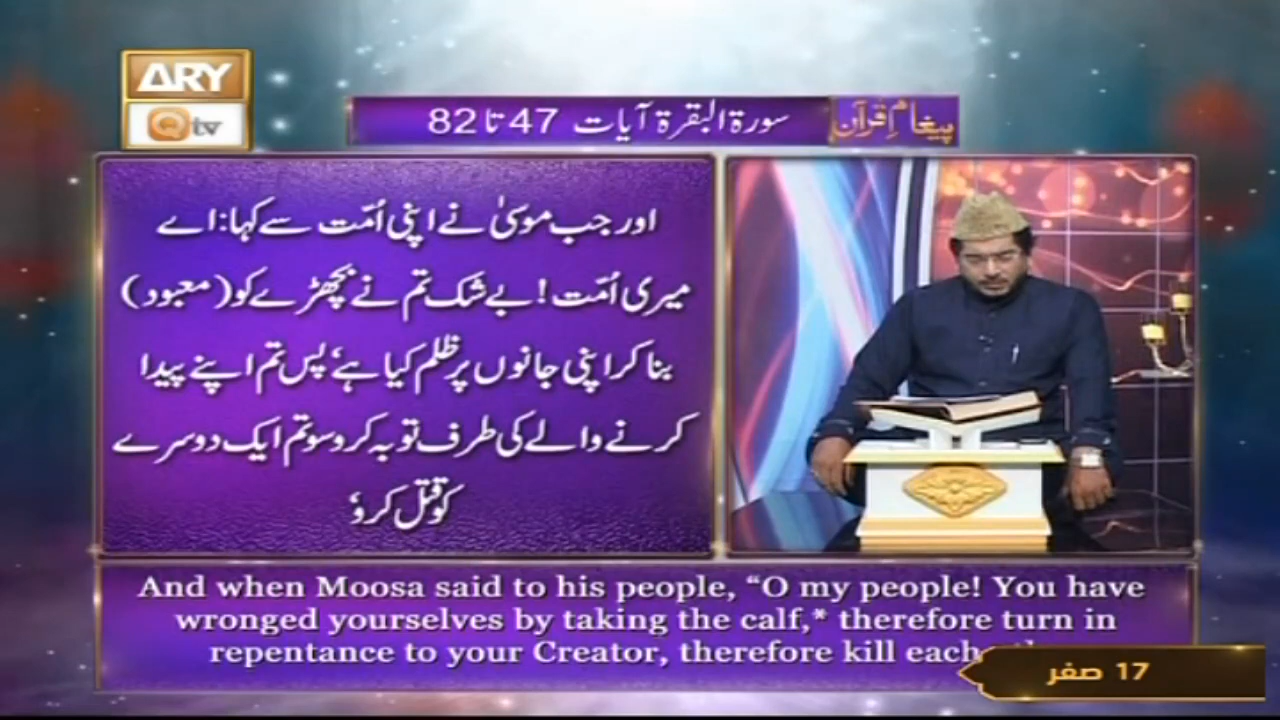 ARY
Qtv
پیغامِ قرآن
سورۃ البقرۃ آیات 47 تا 82
اور جب موسیٰ نے اپنی اُمّت سے کہا: اے
میری اُمّت! بے شک تم نے بچھڑے کو (معبود)
بنا کر اپنی جانوں پر ظلم کیا ہے، پس تم اپنے پیدا
کرنے والے کی طرف توبہ کرو سو تم ایک دوسرے
کو قتل کرو،
And when Moosa said to his people, “O my people! You have
wronged yourselves by taking the calf,* therefore turn in
repentance to your Creator, therefore kill each
17 صفر